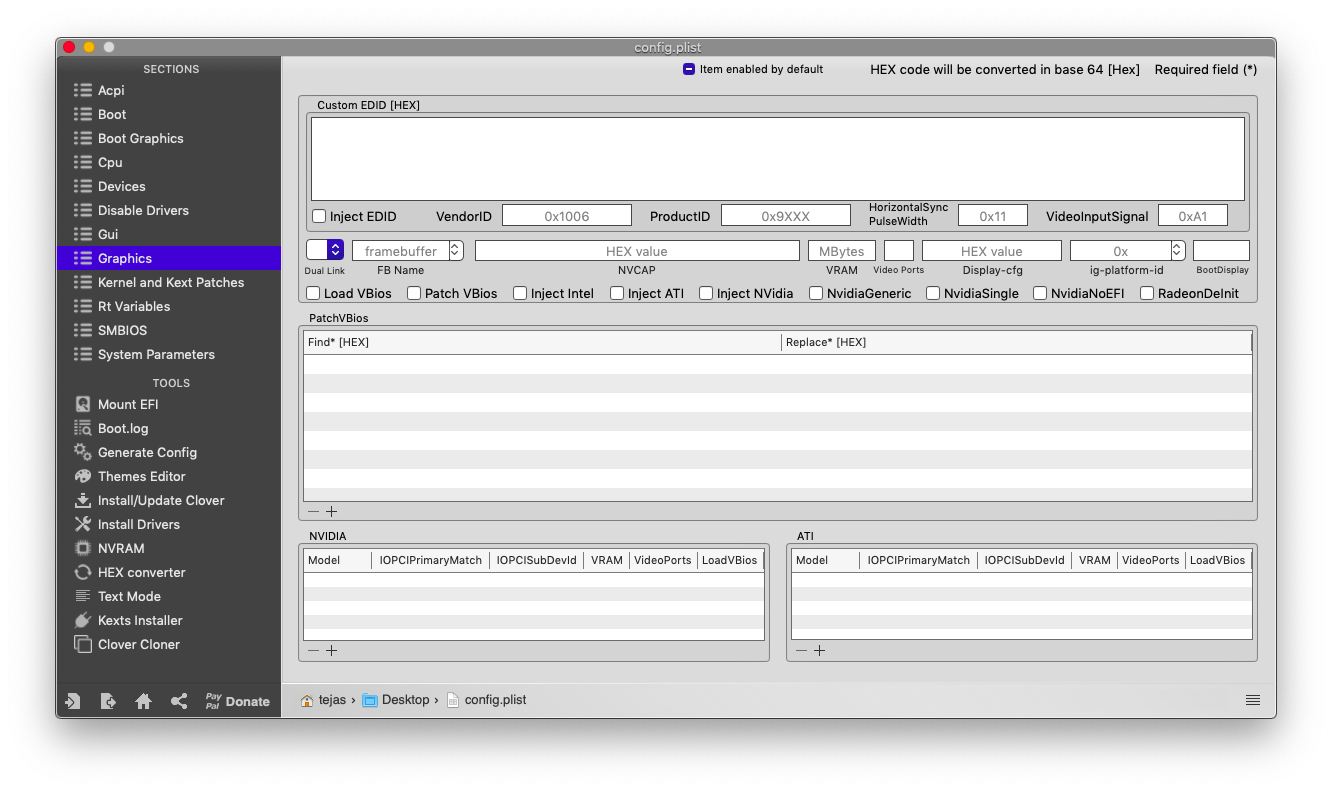 config.plist
SECTIONS
Acpi
Boot
Boot Graphics
Cpu
Devices
Disable Drivers
Gui
Graphics
Kernel and Kext Patches
Rt Variables
SMBIOS
System Parameters
TOOLS
Mount EFI
Boot.log
Generate Config
Themes Editor
Install/Update Clover
Install Drivers
NVRAM
HEX converter
Text Mode
Kexts Installer
Clover Cloner
Pay Pal Donate
Item enabled by default HEX code will be converted in base 64 [Hex] Required field (*)
Custom EDID [HEX]
Inject EDID VendorID 0x1006 ProductID 0x9XXX HorizontalSync PulseWidth 0x11 VideoInputSignal 0xA1
framebuffer HEX value MBytes HEX value 0x
Dual Link FB Name NVCAP VRAM Video Ports Display-cfg ig-platform-id BootDisplay
Load VBios Patch VBios Inject Intel Inject ATI Inject NVidia NvidiaGeneric NvidiaSingle NvidiaNoEFI RadeonDeInit
PatchVBios
Find* [HEX] Replace* [HEX]
NVIDIA
Model IOPCIPrimaryMatch IOPCISubDevId VRAM VideoPorts LoadVBios
ATI
Model IOPCIPrimaryMatch IOPCISubDevId VRAM VideoPorts LoadVBios
tejas › Desktop › config.plist